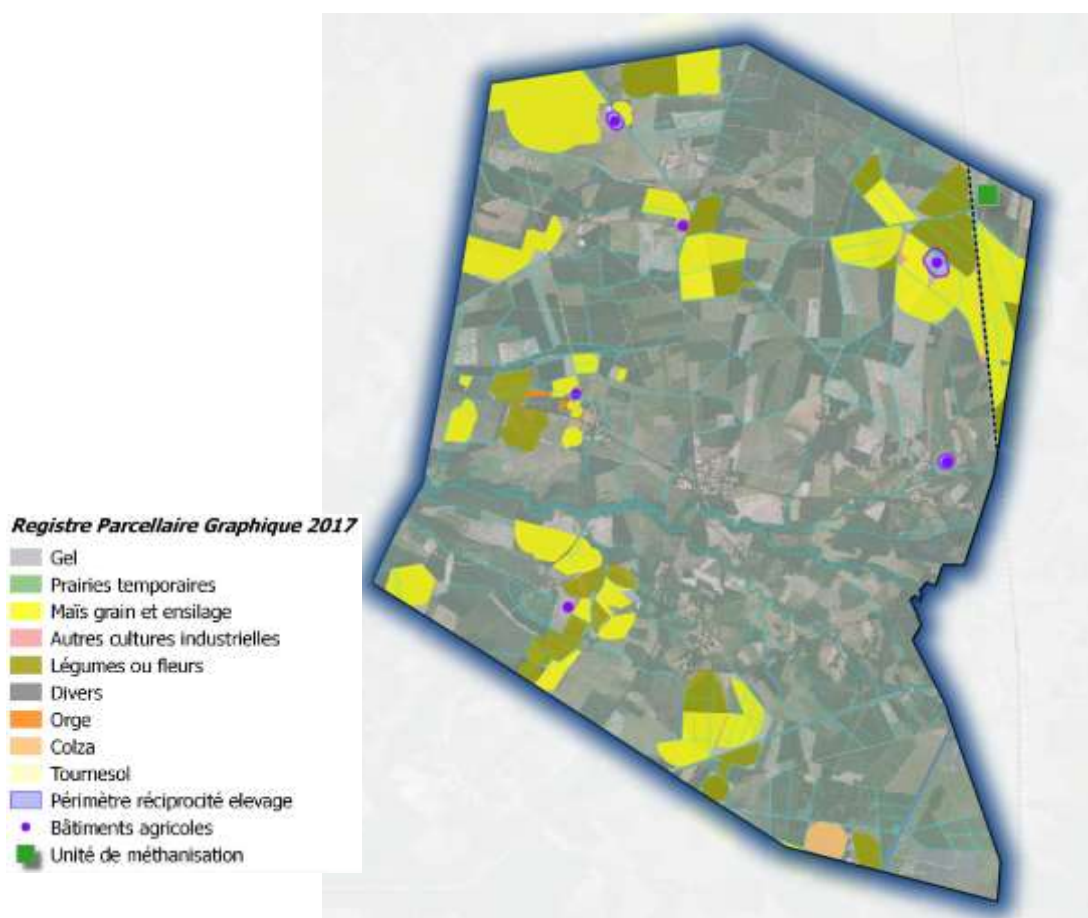 Registre Parcellaire Graphique 2017
Gel
Prairies temporaires
Maïs grain et ensilage
Autres cultures industrielles
Légumes ou fleurs
Divers
Orge
Colza
Tournesol
Périmètre réciprocité elevage
Bâtiments agricoles
Unité de méthanisation